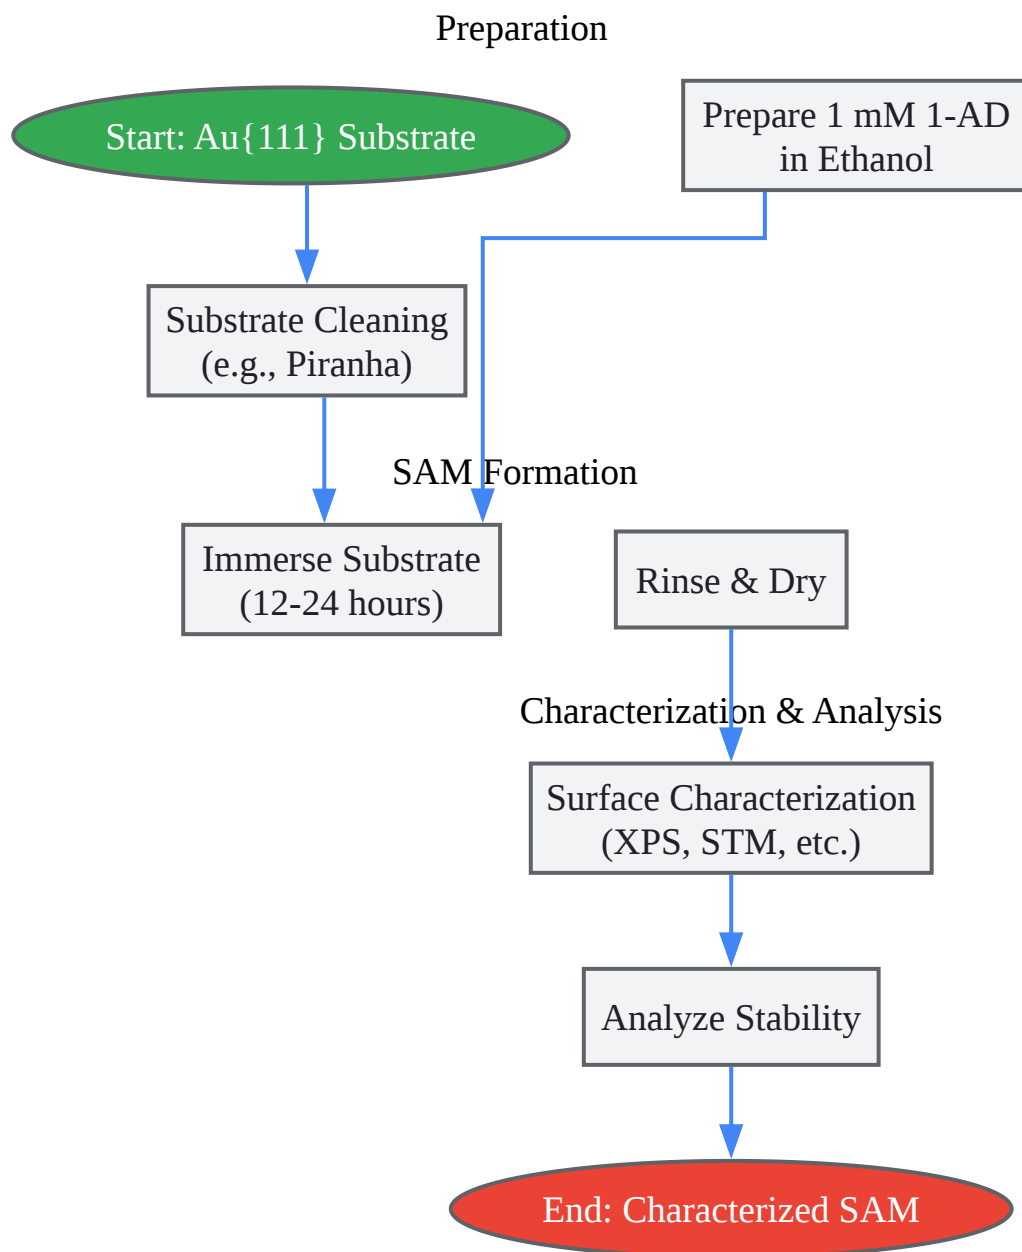 Preparation
Start: Au{111} Substrate
Prepare 1 mM 1-AD
in Ethanol
Substrate Cleaning
(e.g., Piranha)
SAM Formation
Immerse Substrate
(12-24 hours)
Rinse & Dry
Characterization & Analysis
Surface Characterization
(XPS, STM, etc.)
Analyze Stability
End: Characterized SAM